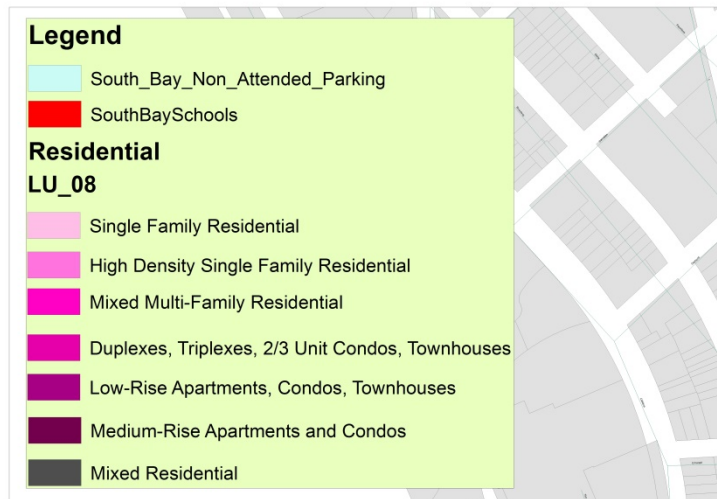 Legend
South_Bay_Non_Attended_Parking
SouthBaySchools
Residential
LU_08
Single Family Residential
High Density Single Family Residential
Mixed Multi-Family Residential
Duplexes, Triplexes, 2/3 Unit Condos, Townhouses
Low-Rise Apartments, Condos, Townhouses
Medium-Rise Apartments and Condos
Mixed Residential